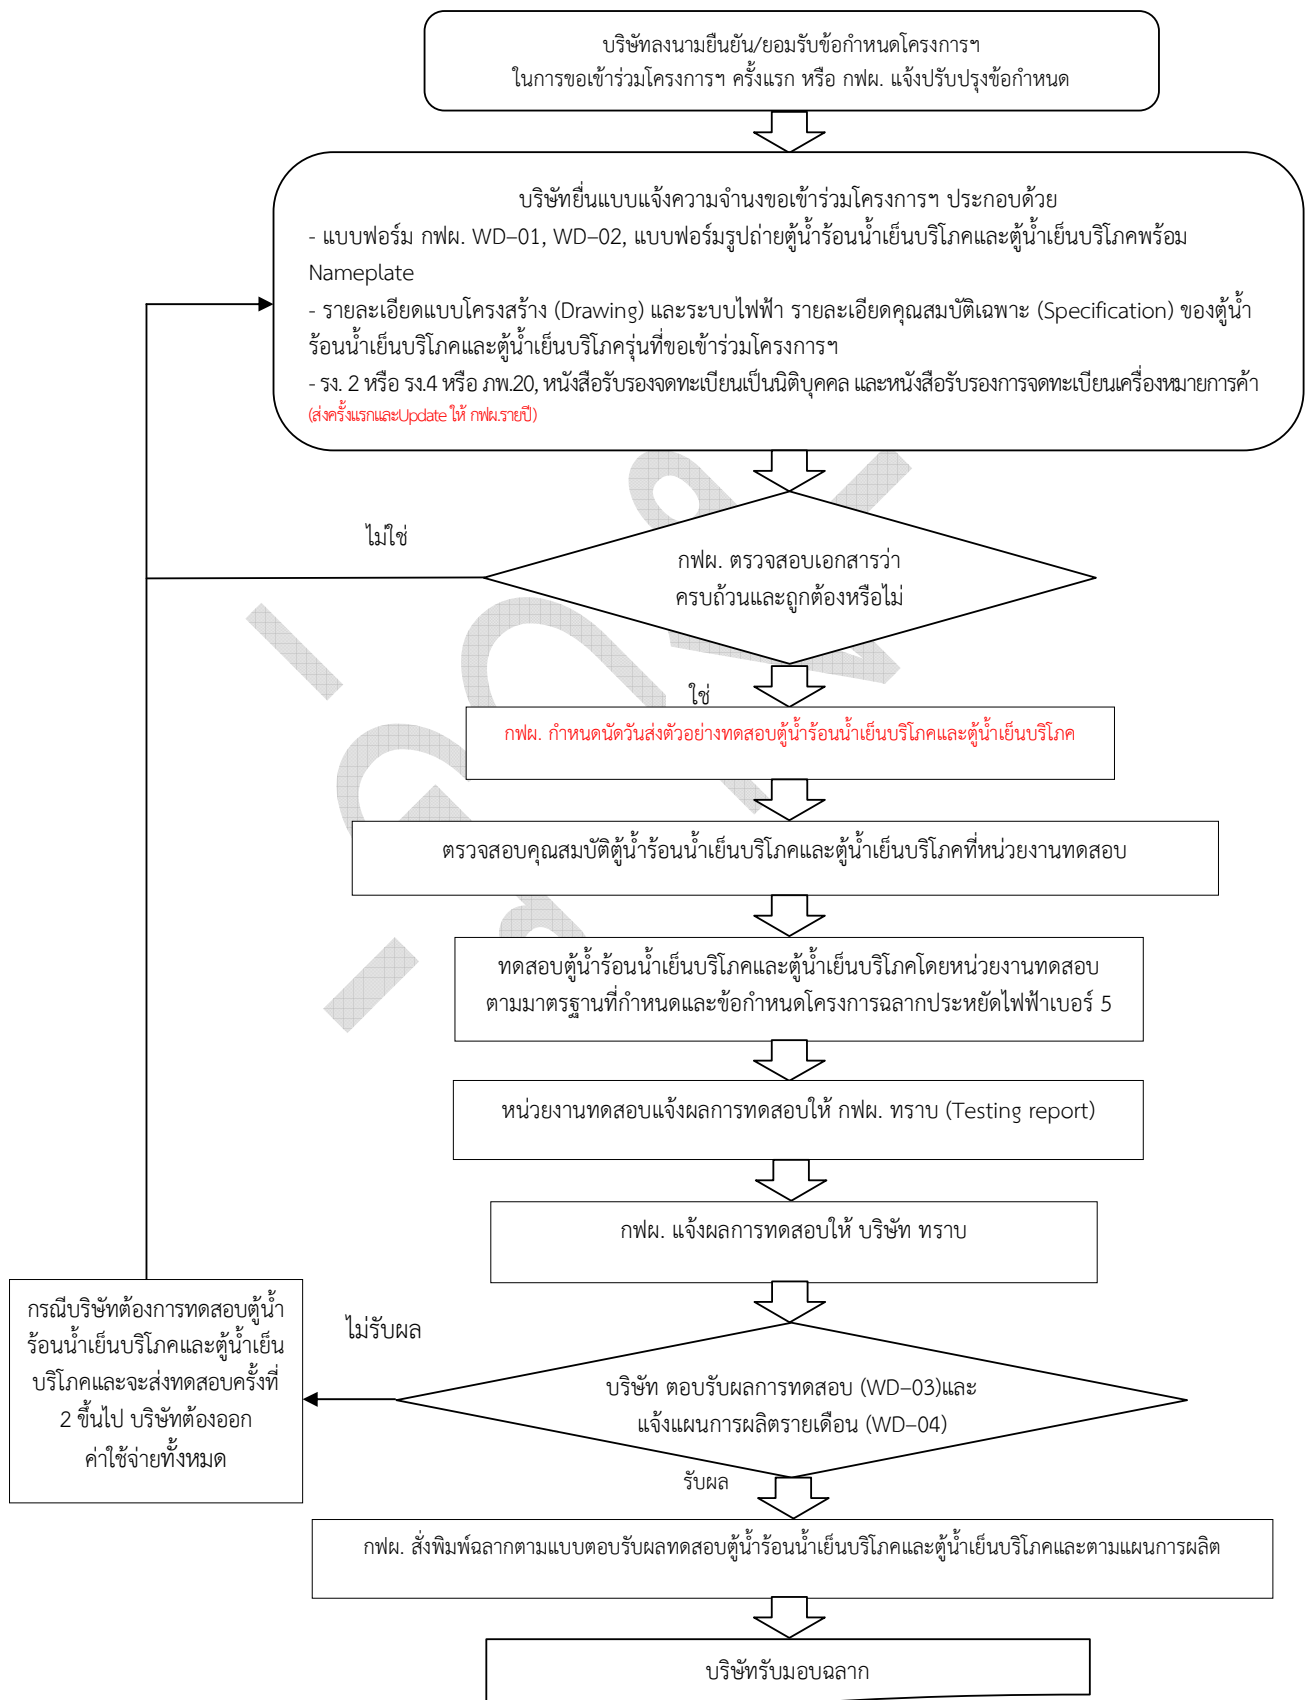 บริษัทลงนามยืนยัน/ยอมรับข้อกำหนดโครงการฯ
ในการขอเข้าร่วมโครงการฯ ครั้งแรก หรือ กฟผ. แจ้งปรับปรุงข้อกำหนด
บริษัทยื่นแบบแจ้งความจำนงขอเข้าร่วมโครงการฯ ประกอบด้วย
- แบบฟอร์ม กฟผ. WD–01, WD–02, แบบฟอร์มรูปถ่ายตู้น้ำร้อนน้ำเย็นบริโภคและตู้น้ำเย็นบริโภคพร้อม
Nameplate
- รายละเอียดแบบโครงสร้าง (Drawing) และระบบไฟฟ้า รายละเอียดคุณสมบัติเฉพาะ (Specification) ของตู้น้ำ
ร้อนน้ำเย็นบริโภคและตู้น้ำเย็นบริโภครุ่นที่ขอเข้าร่วมโครงการฯ
- รง. 2 หรือ รง.4 หรือ ภพ.20, หนังสือรับรองจดทะเบียนเป็นนิติบุคคล และหนังสือรับรองการจดทะเบียนเครื่องหมายการค้า
(ส่งครั้งแรกและUpdate ให้ กฟผ.รายปี)
ไม่ใช่
กฟผ. ตรวจสอบเอกสารว่า
ครบถ้วนและถูกต้องหรือไม่
ใช่
กฟผ. กำหนดนัดวันส่งตัวอย่างทดสอบตู้น้ำร้อนน้ำเย็นบริโภคและตู้น้ำเย็นบริโภค
ตรวจสอบคุณสมบัติตู้น้ำร้อนน้ำเย็นบริโภคและตู้น้ำเย็นบริโภคที่หน่วยงานทดสอบ
ทดสอบตู้น้ำร้อนน้ำเย็นบริโภคและตู้น้ำเย็นบริโภคโดยหน่วยงานทดสอบ
ตามมาตรฐานที่กำหนดและข้อกำหนดโครงการฉลากประหยัดไฟฟ้าเบอร์ 5
หน่วยงานทดสอบแจ้งผลการทดสอบให้ กฟผ. ทราบ (Testing report)
กฟผ. แจ้งผลการทดสอบให้ บริษัท ทราบ
กรณีบริษัทต้องการทดสอบตู้น้ำ
ร้อนน้ำเย็นบริโภคและตู้น้ำเย็น
บริโภคและจะส่งทดสอบครั้งที่
2 ขึ้นไป บริษัทต้องออก
ค่าใช้จ่ายทั้งหมด
ไม่รับผล
บริษัท ตอบรับผลการทดสอบ (WD–03)และ
แจ้งแผนการผลิตรายเดือน (WD–04)
รับผล
กฟผ. สั่งพิมพ์ฉลากตามแบบตอบรับผลทดสอบตู้น้ำร้อนน้ำเย็นบริโภคและตู้น้ำเย็นบริโภคและตามแผนการผลิต
บริษัทรับมอบฉลาก